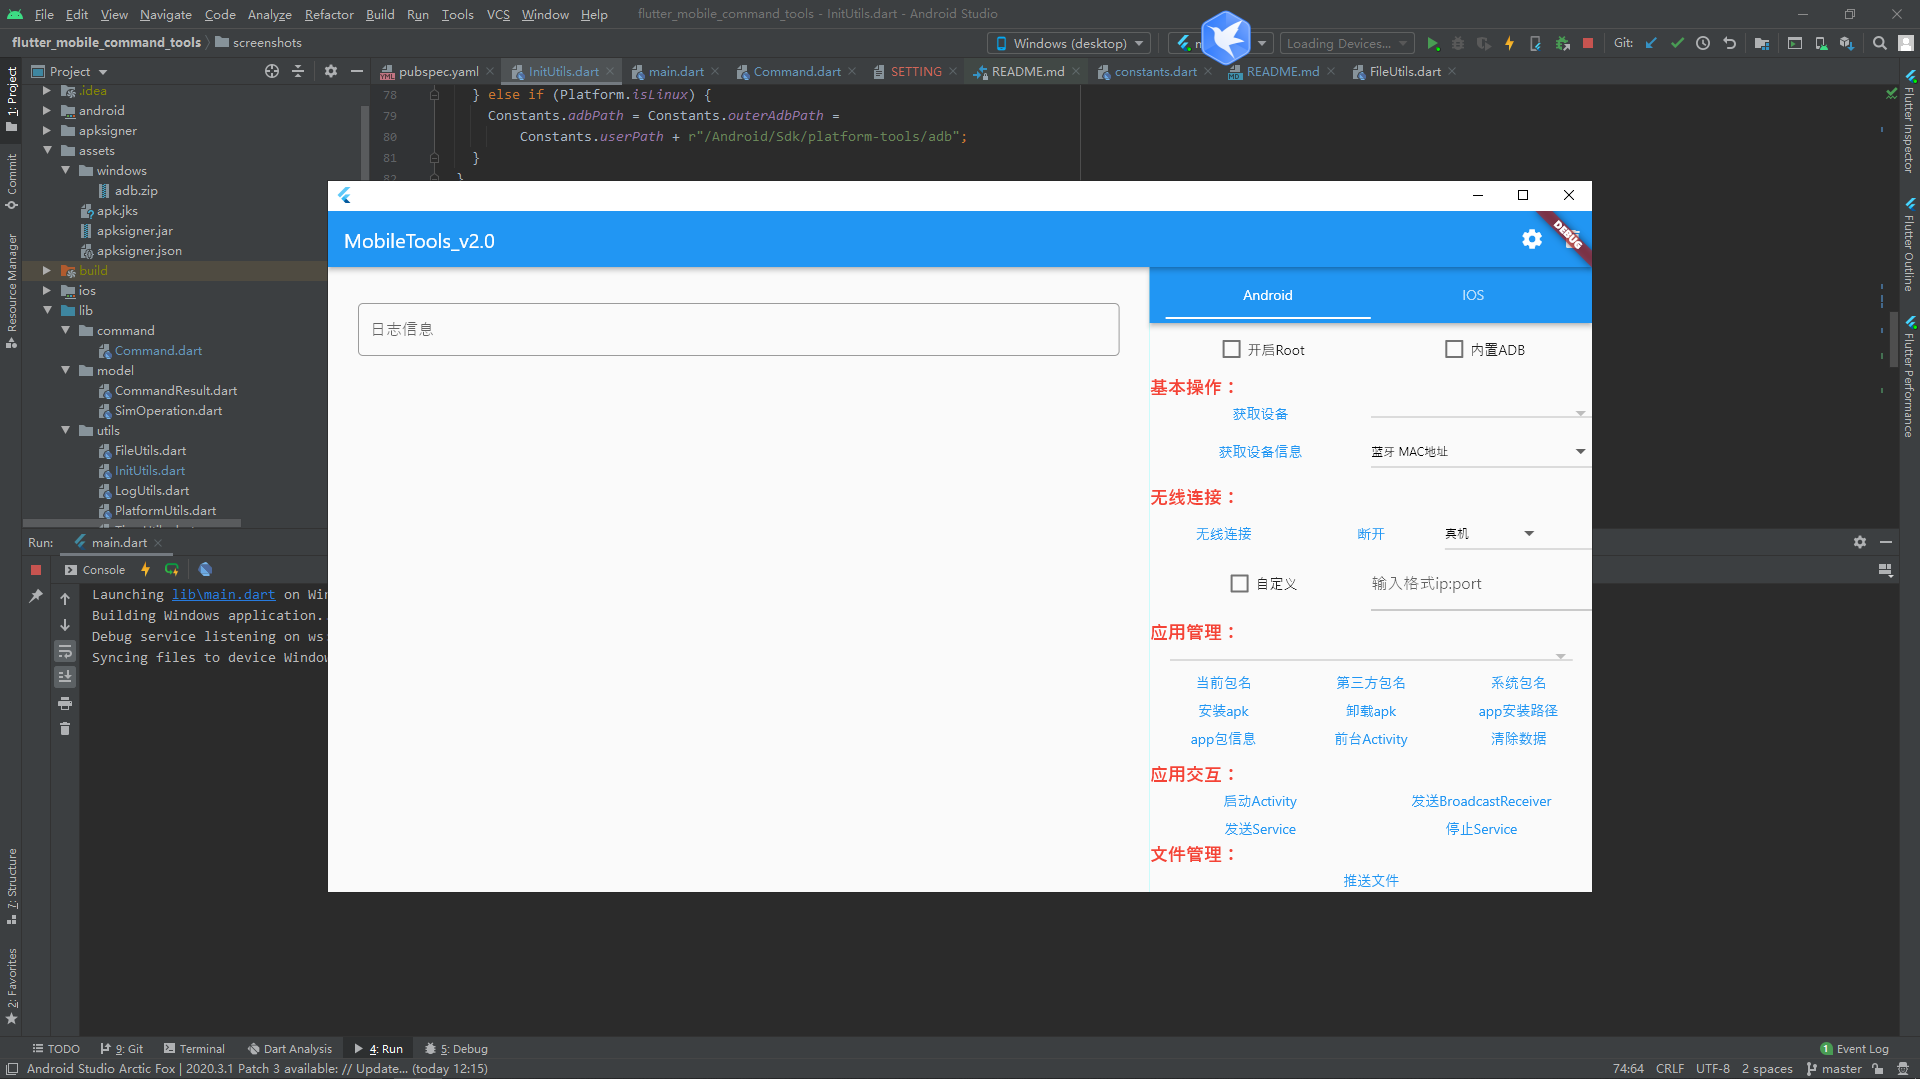 File Edit View Navigate Code Analyze Refactor Build Run Tools VCS Window Help flutter_mobile_command_tools - InitUtils.dart - Android Studio
flutter_mobile_command_tools screenshots Windows (desktop) Loading Devices... Git:
1: Project
Commit
Resource Manager
7: Structure
2: Favorites
Project
.idea
android
apksigner
assets
windows
adb.zip
apk.jks
apksigner.jar
apksigner.json
build
ios
lib
command
Command.dart
model
CommandResult.dart
SimOperation.dart
utils
FileUtils.dart
InitUtils.dart
LogUtils.dart
PlatformUtils.dart
pubspec.yaml InitUtils.dart main.dart Command.dart SETTING README.md constants.dart README.md FileUtils.dart
78 } else if (Platform.isLinux) {
79 Constants.adbPath = Constants.outerAdbPath =
80 Constants.userPath + r"/Android/Sdk/platform-tools/adb";
81 }
82 }
Flutter Inspector
Flutter Outline
Flutter Performance
MobileTools_v2.0
DEBUG
日志信息
Android IOS
开启Root 内置ADB
基本操作：
获取设备
获取设备信息 蓝牙 MAC地址
无线连接：
无线连接 断开 真机
自定义 输入格式ip:port
应用管理：
当前包名 第三方包名 系统包名
安装apk 卸载apk app安装路径
app包信息 前台Activity 清除数据
应用交互：
启动Activity 发送BroadcastReceiver
发送Service 停止Service
文件管理：
推送文件
Run: main.dart
Console
Launching lib\main.dart on Win
Building Windows application.
Debug service listening on ws:
Syncing files to device Window
TODO 9: Git Terminal Dart Analysis 4: Run 5: Debug 1 Event Log
Android Studio Arctic Fox | 2020.3.1 Patch 3 available: // Update... (today 12:15) 74:64 CRLF UTF-8 2 spaces master